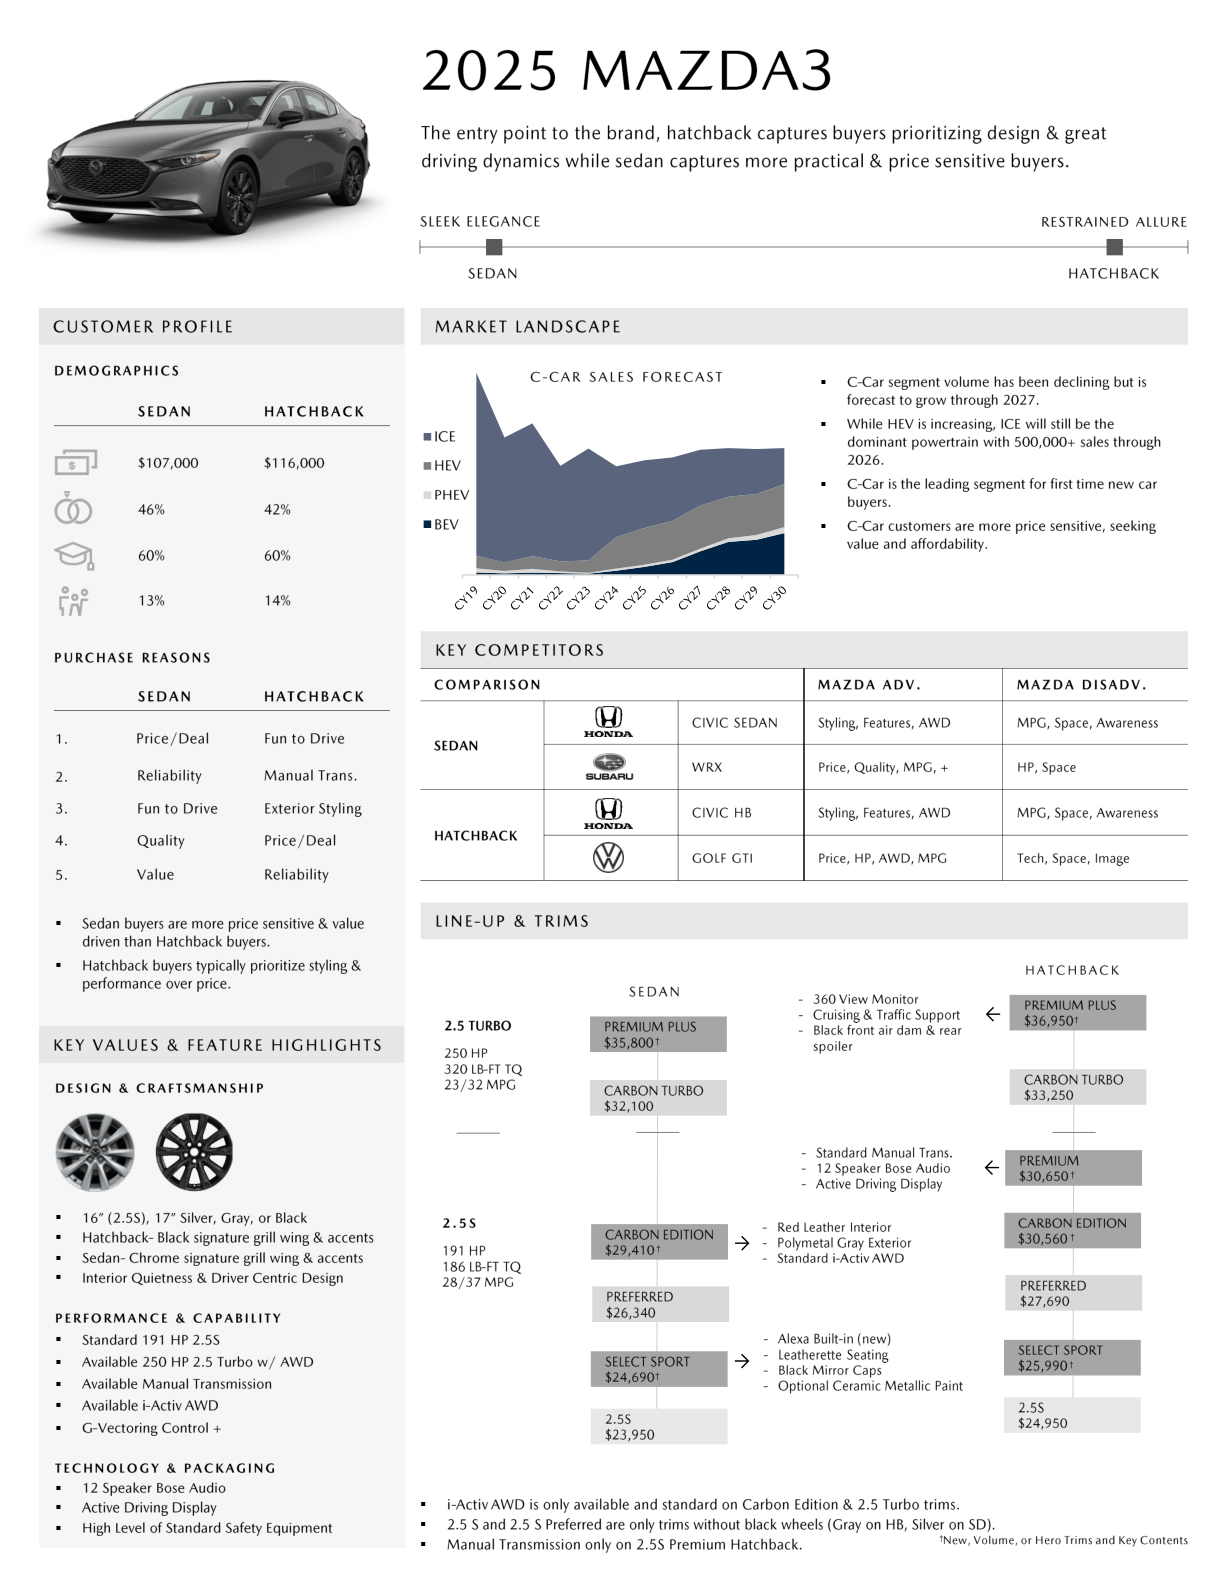 2025 MAZDA3
The entry point to the brand, hatchback captures buyers prioritizing design & great
driving dynamics while sedan captures more practical & price sensitive buyers.
SLEEK ELEGANCE
RESTRAINED ALLURE
SEDAN
HATCHBACK
CUSTOMER PROFILE
DEMOGRAPHICS
SEDAN HATCHBACK
$107,000 $116,000
46% 42%
60% 60%
13% 14%
PURCHASE REASONS
SEDAN HATCHBACK
1. Price/Deal Fun to Drive
2. Reliability Manual Trans.
3. Fun to Drive Exterior Styling
4. Quality Price/Deal
5. Value Reliability
▪ Sedan buyers are more price sensitive & value
driven than Hatchback buyers.
▪ Hatchback buyers typically prioritize styling &
performance over price.
KEY VALUES & FEATURE HIGHLIGHTS
DESIGN & CRAFTSMANSHIP
▪ 16” (2.5S), 17” Silver, Gray, or Black
▪ Hatchback- Black signature grill wing & accents
▪ Sedan- Chrome signature grill wing & accents
▪ Interior Quietness & Driver Centric Design
PERFORMANCE & CAPABILITY
▪ Standard 191 HP 2.5S
▪ Available 250 HP 2.5 Turbo w/ AWD
▪ Available Manual Transmission
▪ Available i-Activ AWD
▪ G-Vectoring Control +
TECHNOLOGY & PACKAGING
▪ 12 Speaker Bose Audio
▪ Active Driving Display
▪ High Level of Standard Safety Equipment
MARKET LANDSCAPE
C-CAR SALES FORECAST
ICE
HEV
PHEV
BEV
CY19 CY20 CY21 CY22 CY23 CY24 CY25 CY26 CY27 CY28 CY29 CY30
▪ C-Car segment volume has been declining but is
forecast to grow through 2027.
▪ While HEV is increasing, ICE will still be the
dominant powertrain with 500,000+ sales through
2026.
▪ C-Car is the leading segment for first time new car
buyers.
▪ C-Car customers are more price sensitive, seeking
value and affordability.
KEY COMPETITORS
COMPARISON MAZDA ADV. MAZDA DISADV.
SEDAN
HONDA CIVIC SEDAN Styling, Features, AWD MPG, Space, Awareness
SUBARU WRX Price, Quality, MPG, + HP, Space
HATCHBACK
HONDA CIVIC HB Styling, Features, AWD MPG, Space, Awareness
GOLF GTI Price, HP, AWD, MPG Tech, Space, Image
LINE-UP & TRIMS
2.5 TURBO
250 HP
320 LB-FT TQ
23/32 MPG
2.5S
191 HP
186 LB-FT TQ
28/37 MPG
SEDAN
PREMIUM PLUS
$35,800†
CARBON TURBO
$32,100
CARBON EDITION
$29,410†
PREFERRED
$26,340
SELECT SPORT
$24,690†
2.5S
$23,950
- 360 View Monitor
- Cruising & Traffic Support
- Black front air dam & rear
spoiler
- Standard Manual Trans.
- 12 Speaker Bose Audio
- Active Driving Display
- Red Leather Interior
- Polymetal Gray Exterior
- Standard i-Activ AWD
- Alexa Built-in (new)
- Leatherette Seating
- Black Mirror Caps
- Optional Ceramic Metallic Paint
HATCHBACK
PREMIUM PLUS
$36,950†
CARBON TURBO
$33,250
PREMIUM
$30,650†
CARBON EDITION
$30,560†
PREFERRED
$27,690
SELECT SPORT
$25,990†
2.5S
$24,950
▪ i-Activ AWD is only available and standard on Carbon Edition & 2.5 Turbo trims.
▪ 2.5 S and 2.5 S Preferred are only trims without black wheels (Gray on HB, Silver on SD).
▪ Manual Transmission only on 2.5S Premium Hatchback.
†New, Volume, or Hero Trims and Key Contents